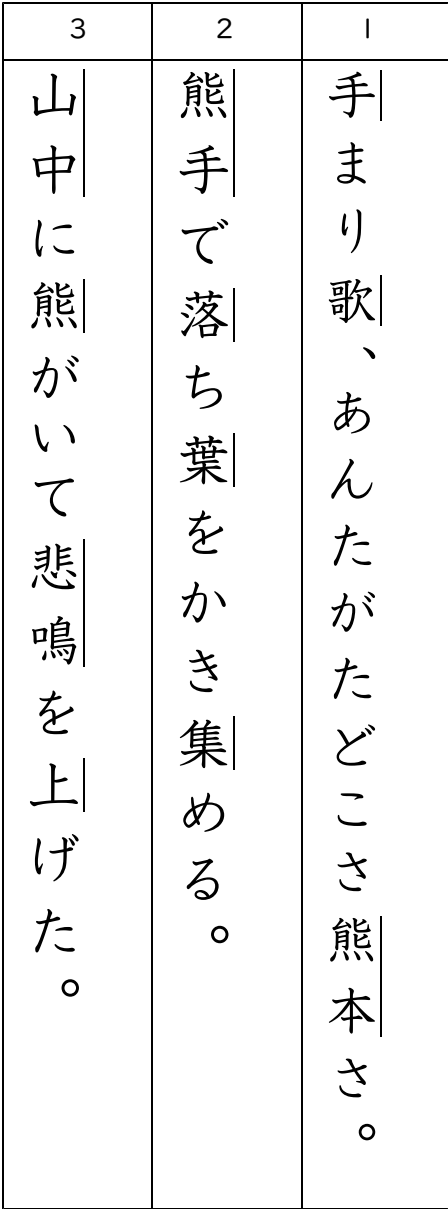 1
手まり歌、あんたがたどこさ熊本さ。
2
熊手で落ち葉をかき集める。
3
山中に熊がいて悲鳴を上げた。